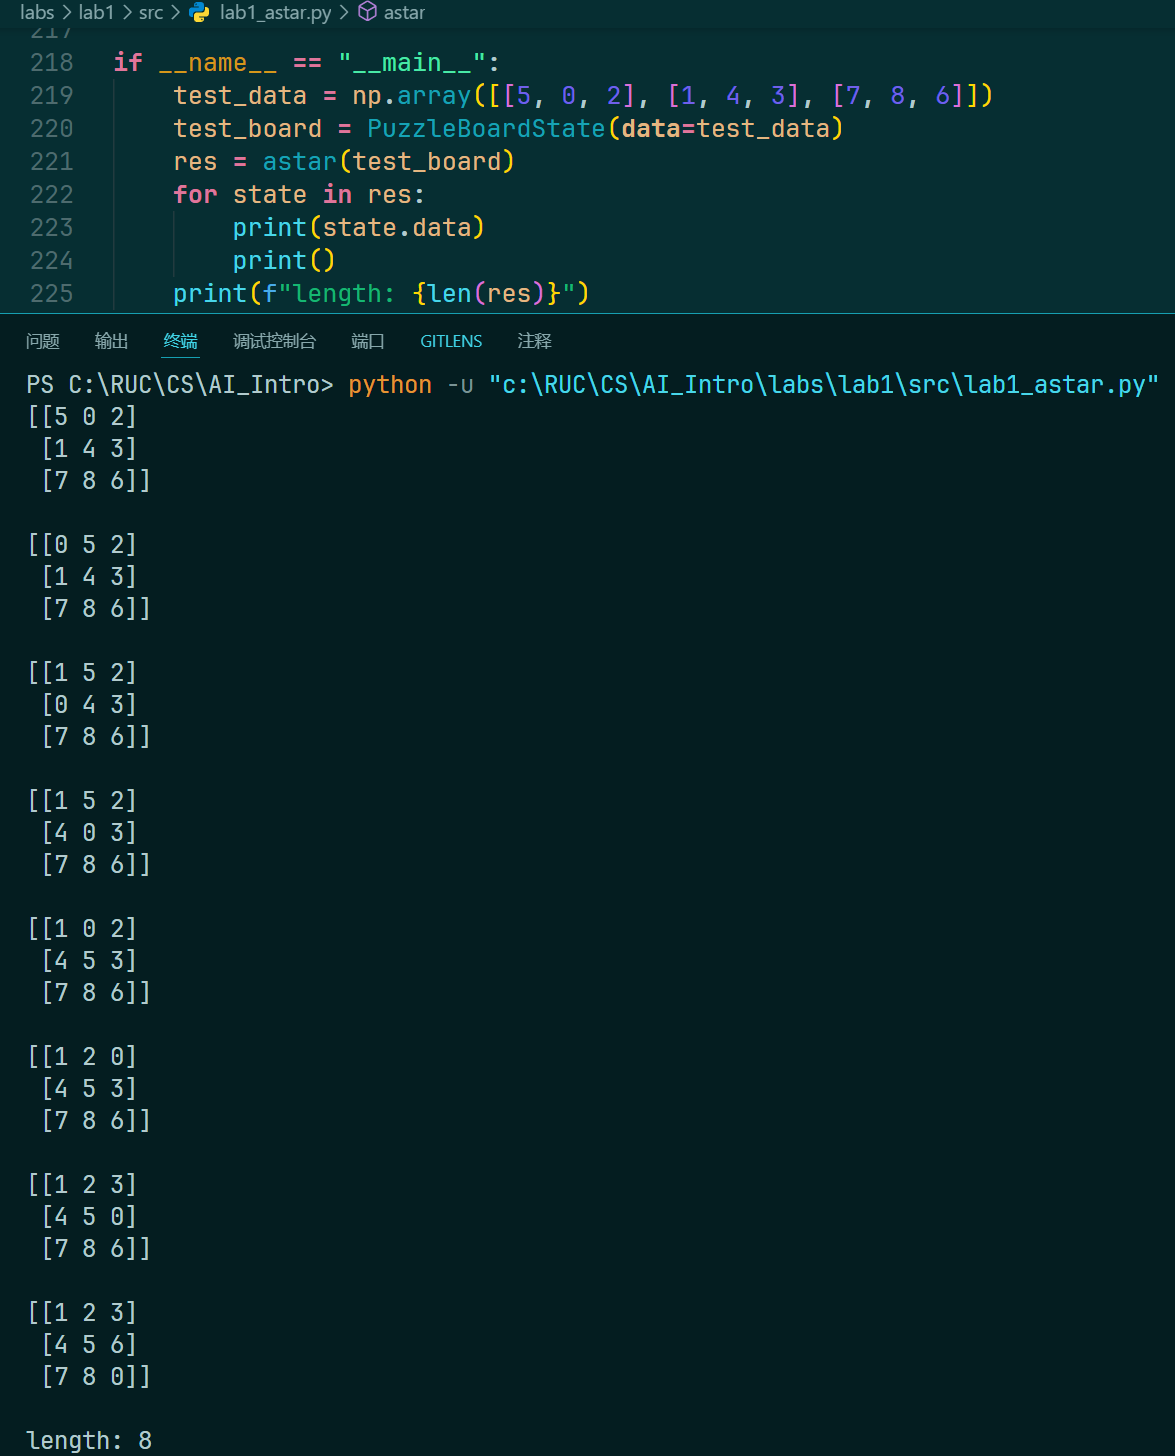 labs > lab1 > src > lab1_astar.py > astar
217
218 if __name__ == "__main__":
219     test_data = np.array([[5, 0, 2], [1, 4, 3], [7, 8, 6]])
220     test_board = PuzzleBoardState(data=test_data)
221     res = astar(test_board)
222     for state in res:
223         print(state.data)
224         print()
225     print(f"length: {len(res)}")
问题 输出 终端 调试控制台 端口 GITLENS 注释
PS C:\RUC\CS\AI_Intro> python -u "c:\RUC\CS\AI_Intro\labs\lab1\src\lab1_astar.py"
[[5 0 2]
 [1 4 3]
 [7 8 6]]

[[0 5 2]
 [1 4 3]
 [7 8 6]]

[[1 5 2]
 [0 4 3]
 [7 8 6]]

[[1 5 2]
 [4 0 3]
 [7 8 6]]

[[1 0 2]
 [4 5 3]
 [7 8 6]]

[[1 2 0]
 [4 5 3]
 [7 8 6]]

[[1 2 3]
 [4 5 0]
 [7 8 6]]

[[1 2 3]
 [4 5 6]
 [7 8 0]]

length: 8